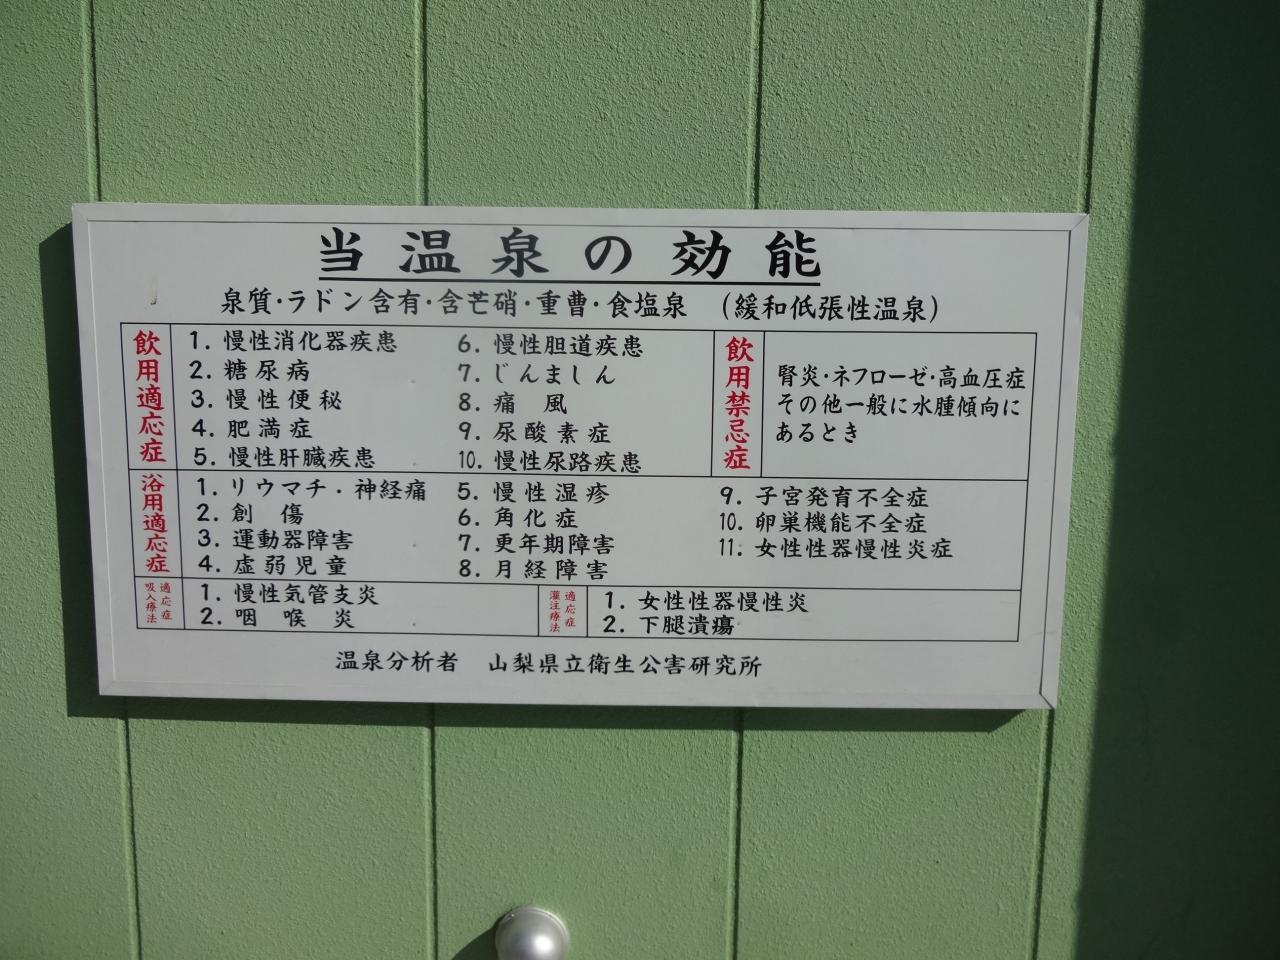 当温泉の効能
泉質・ラドン含有・含芒硝・重曹・食塩泉 (緩和低張性温泉)
飲用適応症
1. 慢性消化器疾患
2. 糖尿病
3. 慢性便秘
4. 肥満症
5. 慢性肝臓疾患
6. 慢性胆道疾患
7. じんましん
8. 痛 風
9. 尿酸素症
10. 慢性尿路疾患
飲用禁忌症
腎炎・ネフローゼ・高血圧症
その他一般に水腫傾向に
あるとき
浴用適応症
1. リウマチ・神経痛
2. 創 傷
3. 運動器障害
4. 虚弱児童
5. 慢性湿疹
6. 角化症
7. 更年期障害
8. 月経障害
9. 子宮発育不全症
10. 卵巣機能不全症
11. 女性性器慢性炎症
吸入療法
適応症
1. 慢性気管支炎
2. 咽 喉 炎
灌注療法
適応症
1. 女性性器慢性炎
2. 下腿潰瘍
温泉分析者 山梨県立衛生公害研究所